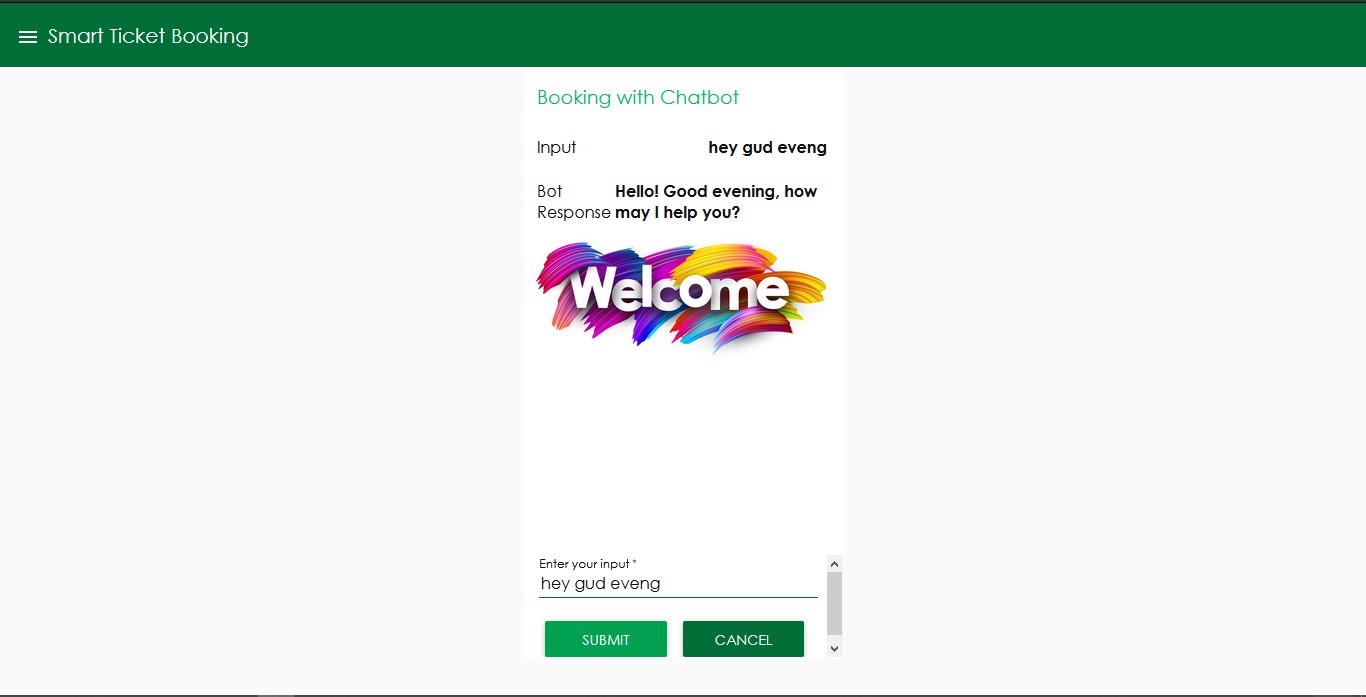 Smart Ticket Booking
Booking with Chatbot
Input hey gud eveng
Bot Hello! Good evening, how
Response may I help you?
Welcome
Enter your input *
hey gud eveng
SUBMIT CANCEL